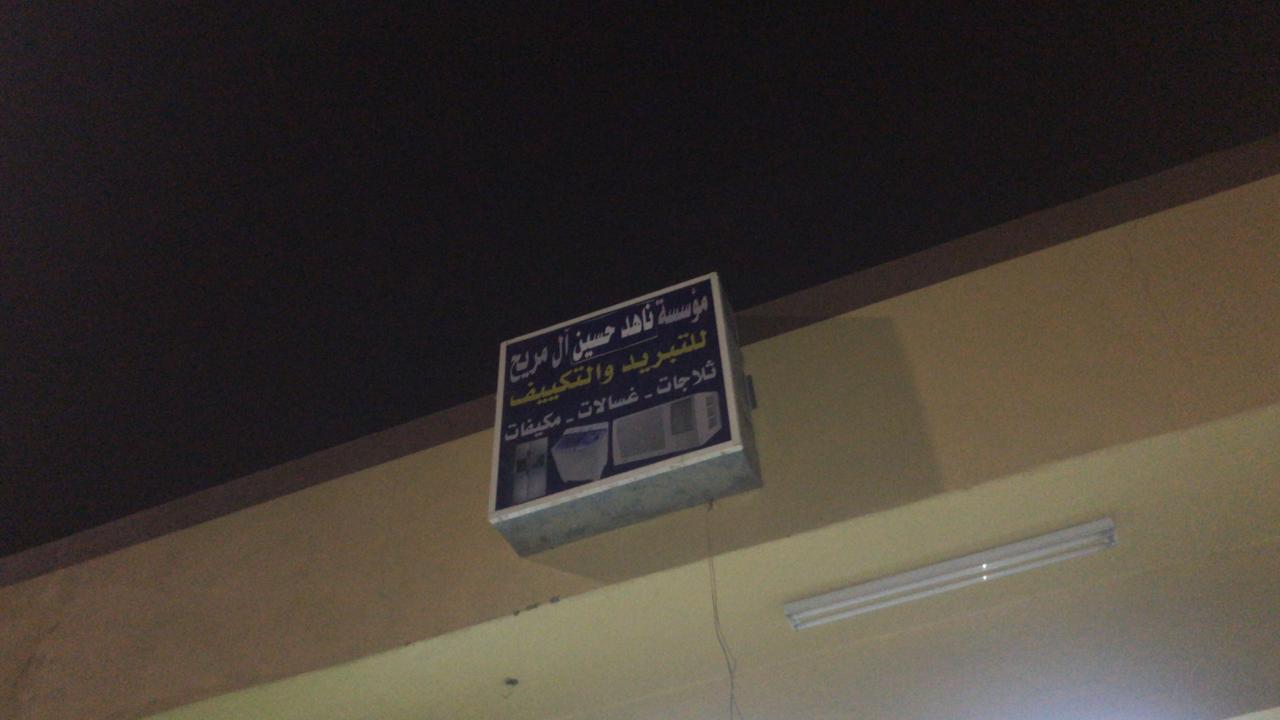 مؤسسة ناهد حسين آل مريح
للتبريد والتكييف
ثلاجات - غسالات - مكيفات